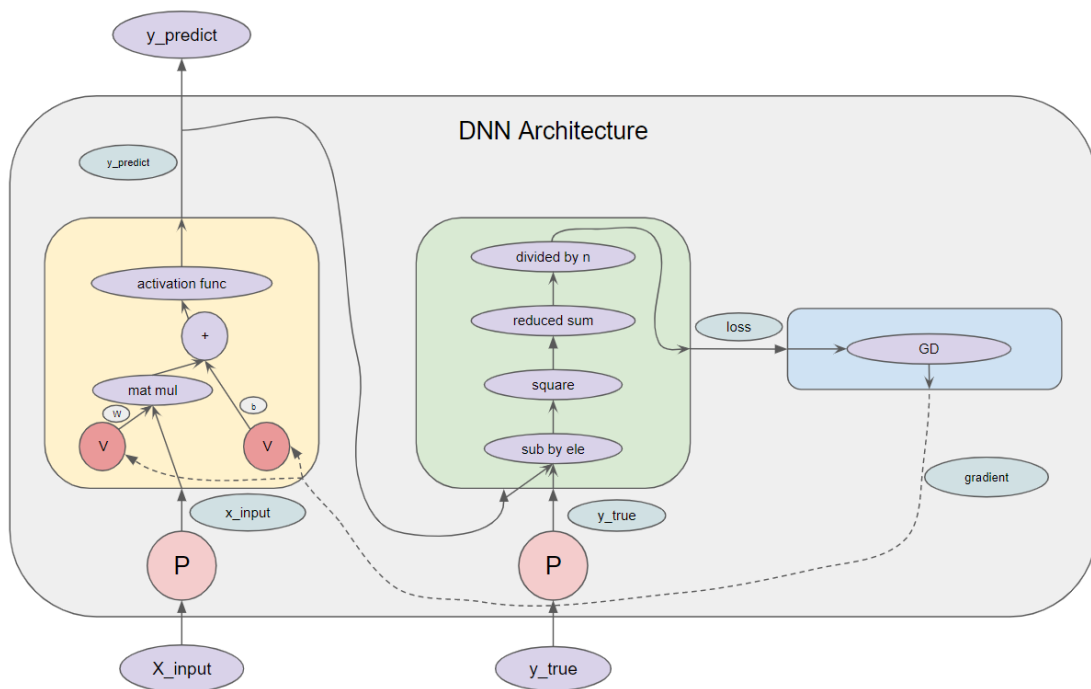 y_predict
DNN Architecture
y_predict
activation func
+
mat mul
W
b
V
V
x_input
P
X_input
divided by n
reduced sum
square
sub by ele
y_true
P
y_true
loss
GD
gradient